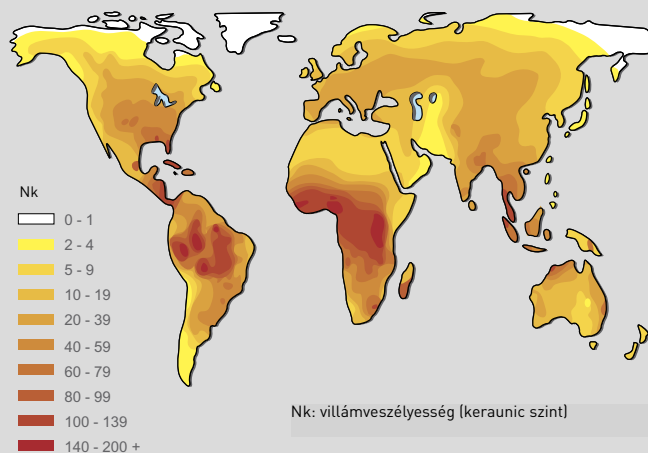 Nk
0 - 1
2 - 4
5 - 9
10 - 19
20 - 39
40 - 59
60 - 79
80 - 99
100 - 139
140 - 200 +
Nk: villámveszélyesség (keraunic szint)